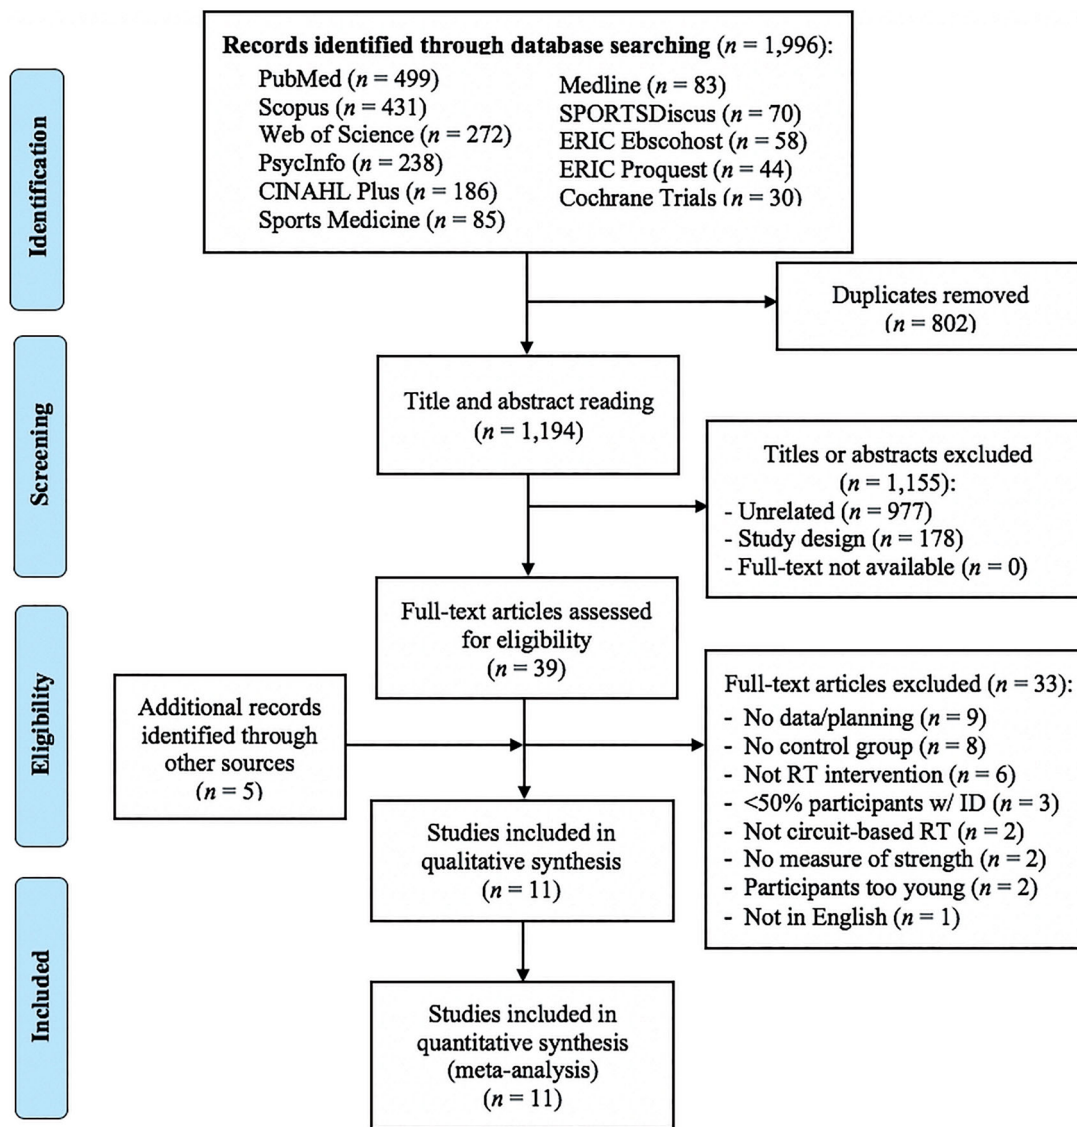 Records identified through database searching (n = 1,996):
PubMed (n = 499)
Scopus (n = 431)
Web of Science (n = 272)
PsycInfo (n = 238)
CINAHL Plus (n = 186)
Sports Medicine (n = 85)
Medline (n = 83)
SPORTSDiscus (n = 70)
ERIC Ebscohost (n = 58)
ERIC Proquest (n = 44)
Cochrane Trials (n = 30)
Identification
Duplicates removed
(n = 802)
Screening
Title and abstract reading
(n = 1,194)
Titles or abstracts excluded
(n = 1,155):
- Unrelated (n = 977)
- Study design (n = 178)
- Full-text not available (n = 0)
Eligibility
Full-text articles assessed
for eligibility
(n = 39)
Additional records
identified through
other sources
(n = 5)
Full-text articles excluded (n = 33):
- No data/planning (n = 9)
- No control group (n = 8)
- Not RT intervention (n = 6)
- <50% participants w/ ID (n = 3)
- Not circuit-based RT (n = 2)
- No measure of strength (n = 2)
- Participants too young (n = 2)
- Not in English (n = 1)
Studies included in
qualitative synthesis
(n = 11)
Included
Studies included in
quantitative synthesis
(meta-analysis)
(n = 11)